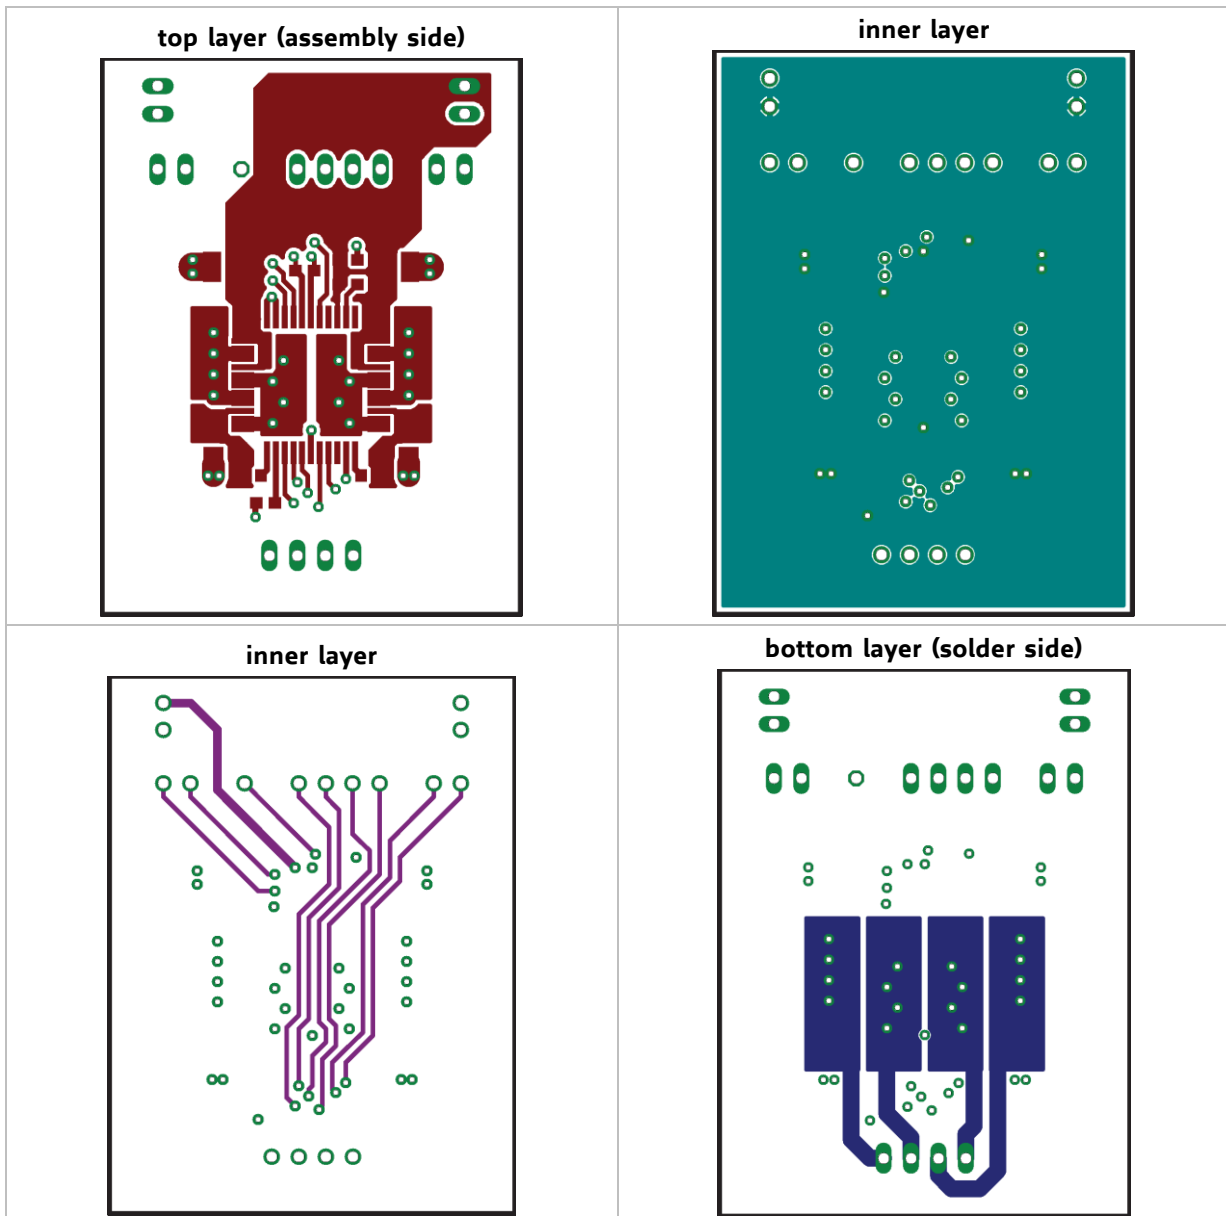 top layer (assembly side)
inner layer
inner layer
bottom layer (solder side)